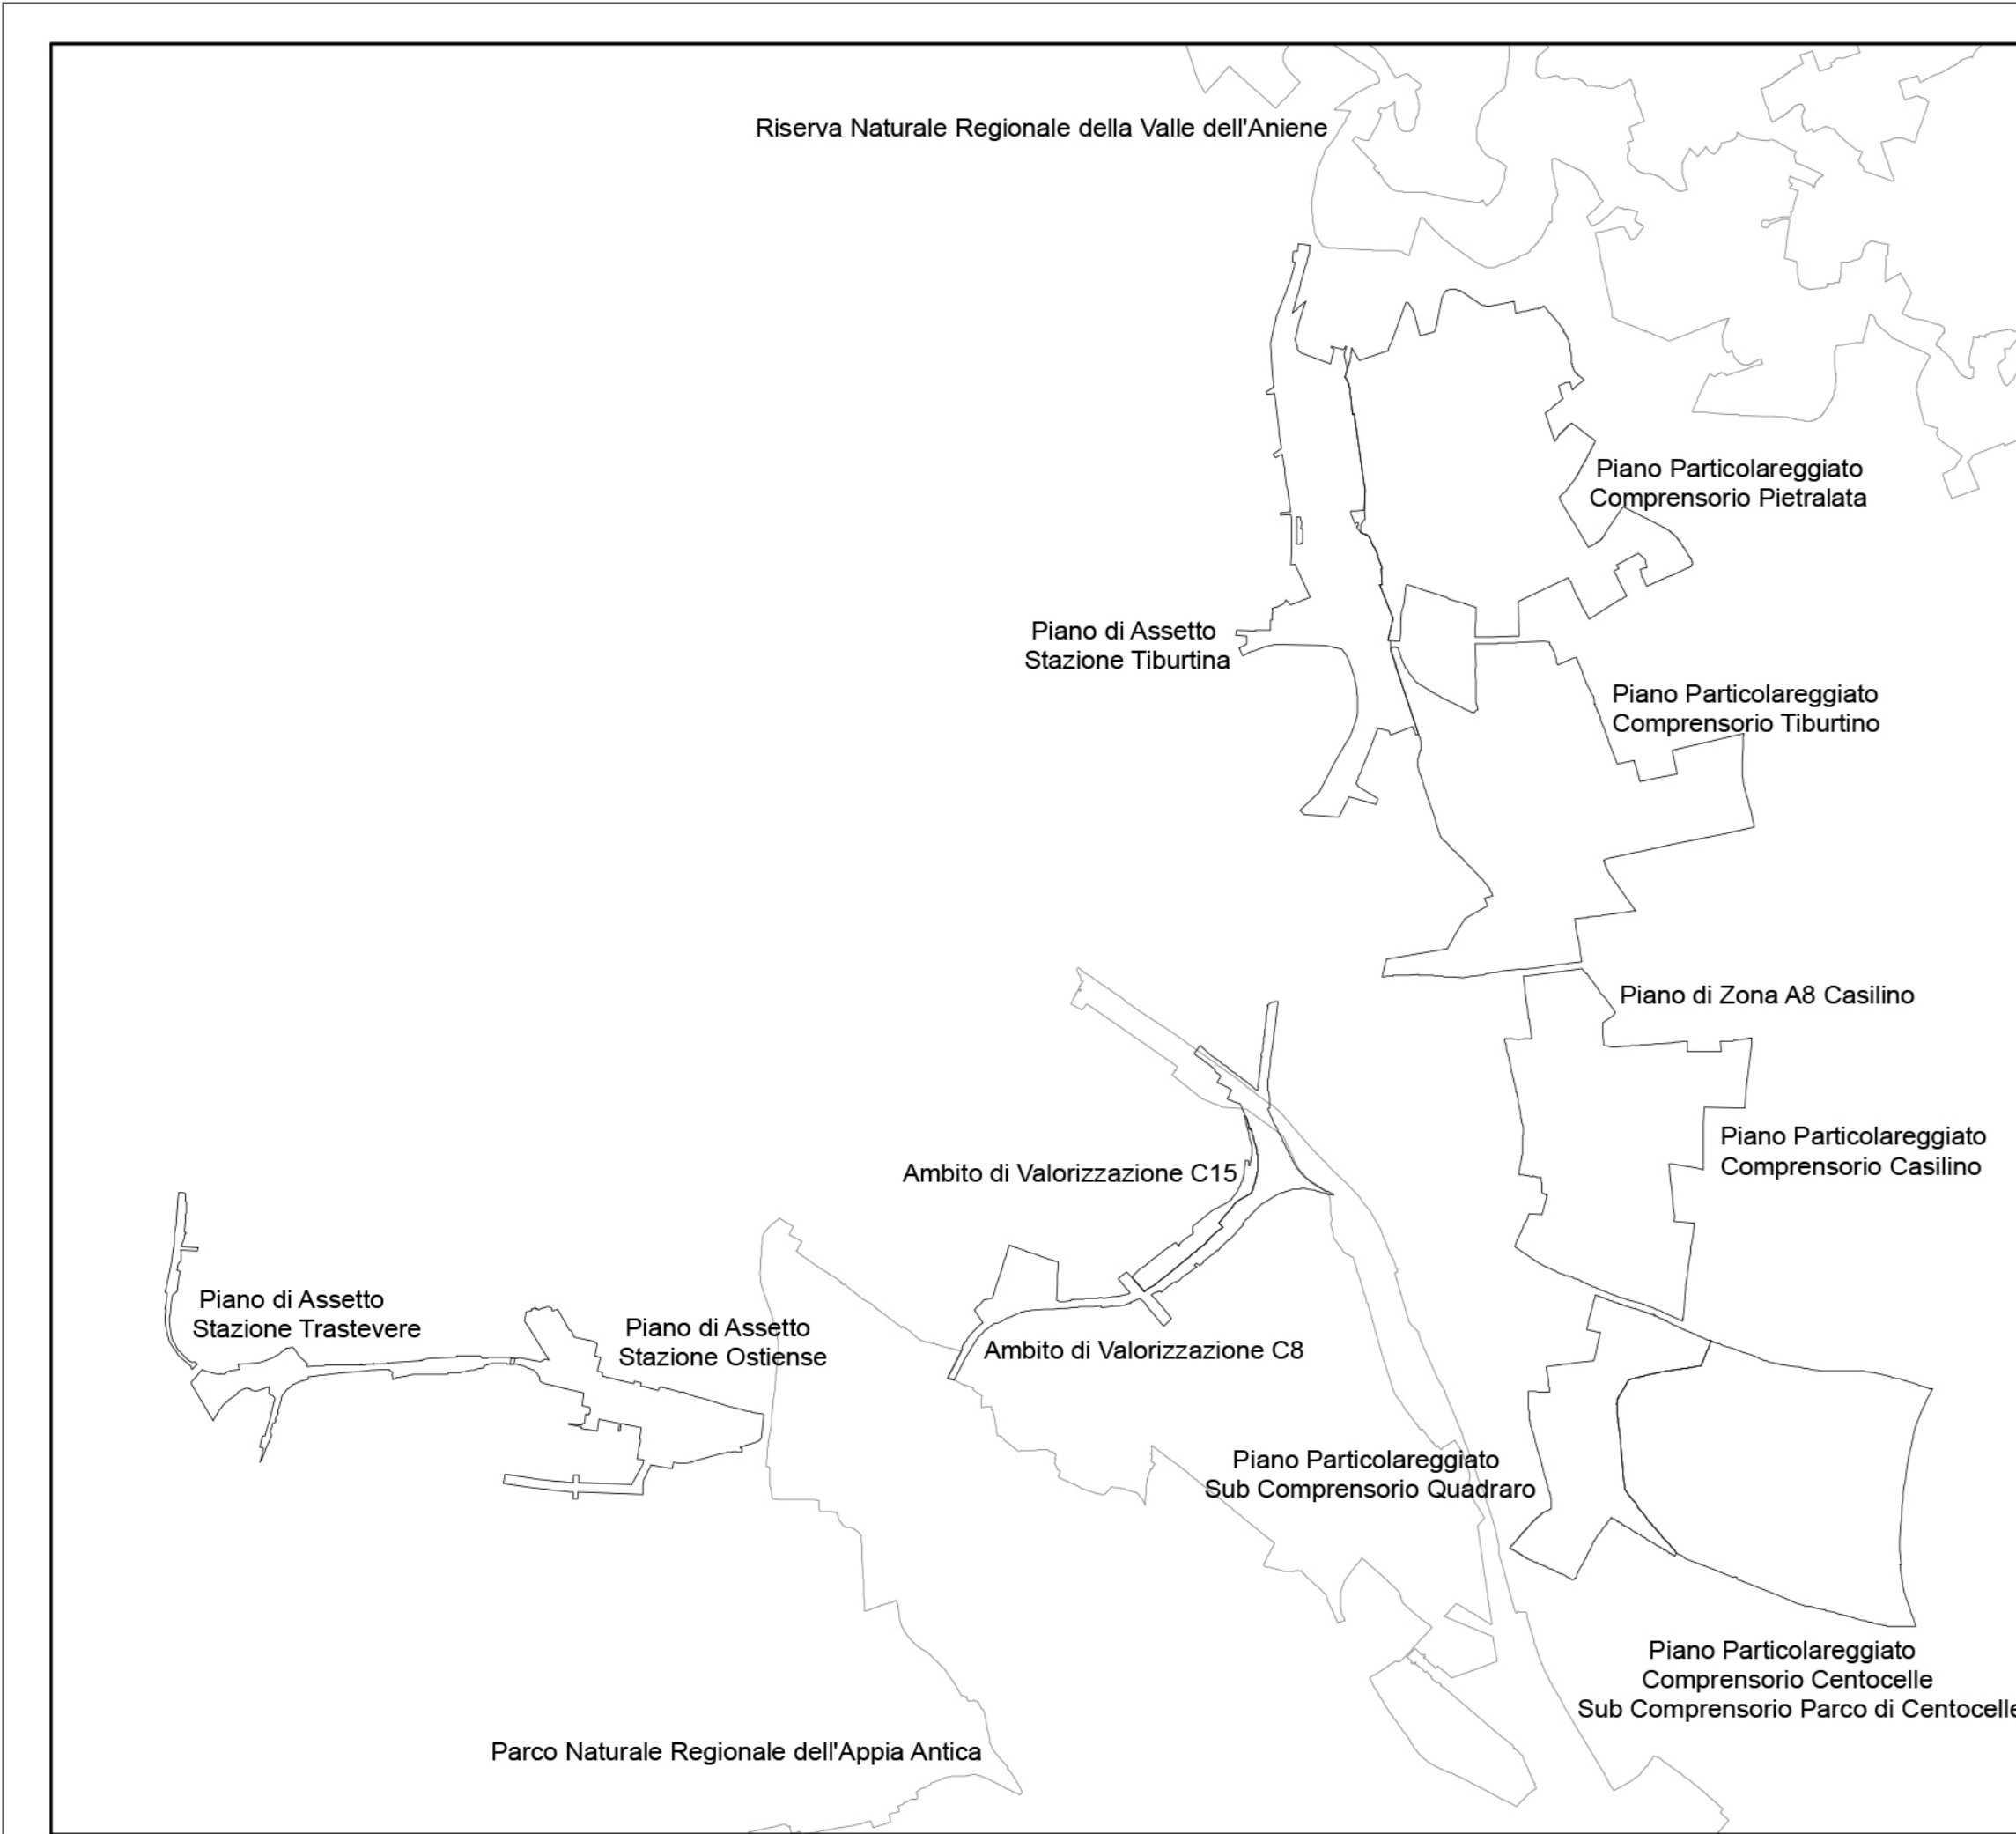 Riserva Naturale Regionale della Valle dell'Aniene
Piano Particolareggiato
Comprensorio Pietralata
Piano di Assetto
Stazione Tiburtina
Piano Particolareggiato
Comprensorio Tiburtino
Piano di Zona A8 Casilino
Piano Particolareggiato
Comprensorio Casilino
Ambito di Valorizzazione C15
Piano di Assetto
Stazione Trastevere
Piano di Assetto
Stazione Ostiense
Ambito di Valorizzazione C8
Piano Particolareggiato
Sub Comprensorio Quadraro
Piano Particolareggiato
Comprensorio Centocelle
Sub Comprensorio Parco di Centocelle
Parco Naturale Regionale dell'Appia Antica